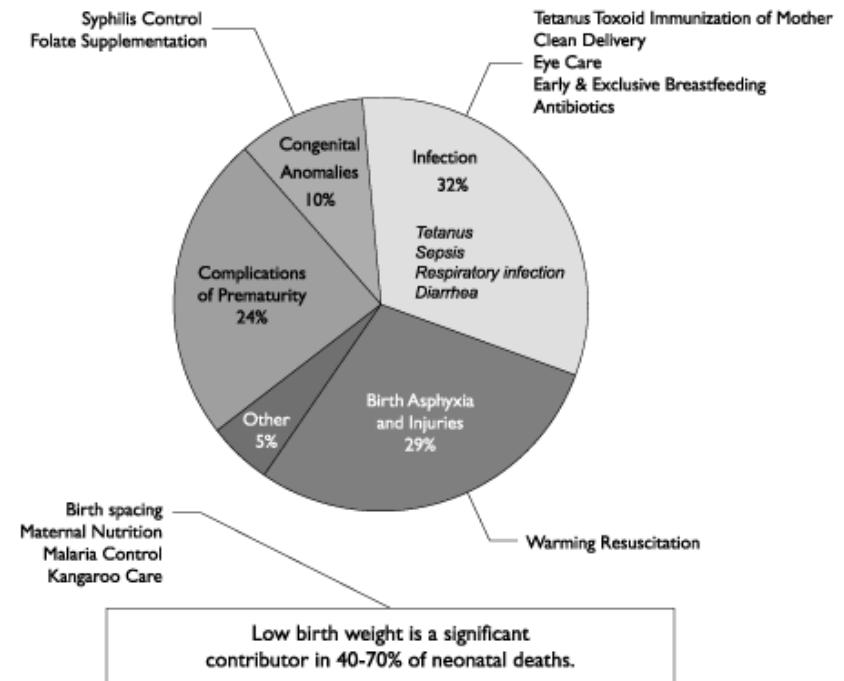 Syphilis Control
Folate Supplementation
Tetanus Toxoid Immunization of Mother
Clean Delivery
Eye Care
Early & Exclusive Breastfeeding
Antibiotics
Congenital
Anomalies
10%
Infection
32%
Tetanus
Sepsis
Respiratory infection
Diarrhea
Complications
of Prematurity
24%
Other
5%
Birth Asphyxia
and Injuries
29%
Birth spacing
Maternal Nutrition
Malaria Control
Kangaroo Care
Warming Resuscitation
Low birth weight is a significant
contributor in 40-70% of neonatal deaths.